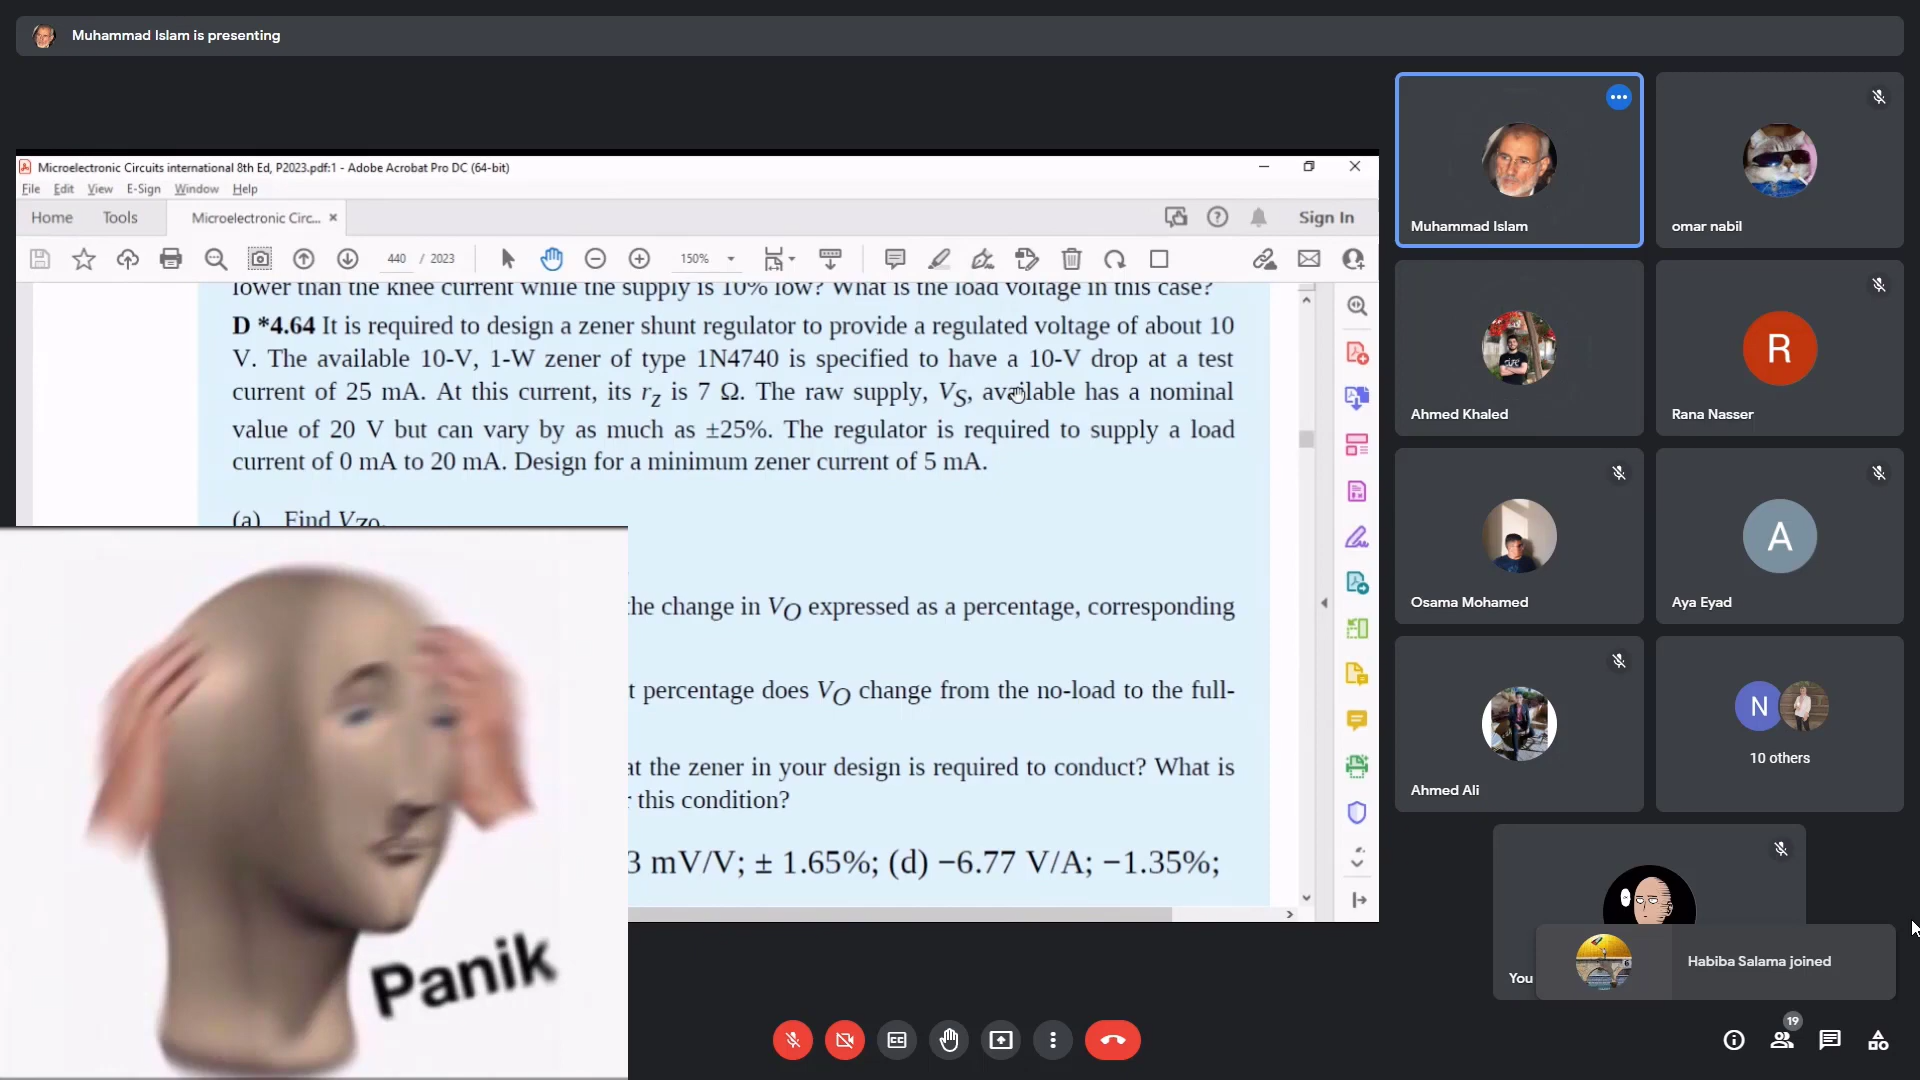 Muhammad Islam is presenting
Microelectronic Circuits international 8th Ed, P2023.pdf:1 - Adobe Acrobat Pro DC (64-bit)
File Edit View E-Sign Window Help
Home Tools Microelectronic Circ... × Sign In
440 / 2023 150%
lower than the knee current while the supply is 10% low? What is the load voltage in this case?
D *4.64 It is required to design a zener shunt regulator to provide a regulated voltage of about 10
V. The available 10-V, 1-W zener of type 1N4740 is specified to have a 10-V drop at a test
current of 25 mA. At this current, its rz is 7 Ω. The raw supply, VS, available has a nominal
value of 20 V but can vary by as much as ±25%. The regulator is required to supply a load
current of 0 mA to 20 mA. Design for a minimum zener current of 5 mA.
(a) Find VZ0.
the change in VO expressed as a percentage, corresponding
t percentage does VO change from the no-load to the full-
at the zener in your design is required to conduct? What is
r this condition?
3 mV/V; ± 1.65%; (d) −6.77 V/A; −1.35%;
Panik
Muhammad Islam
omar nabil
Ahmed Khaled
R
Rana Nasser
Osama Mohamed
A
Aya Eyad
Ahmed Ali
N
10 others
You
Habiba Salama joined
19